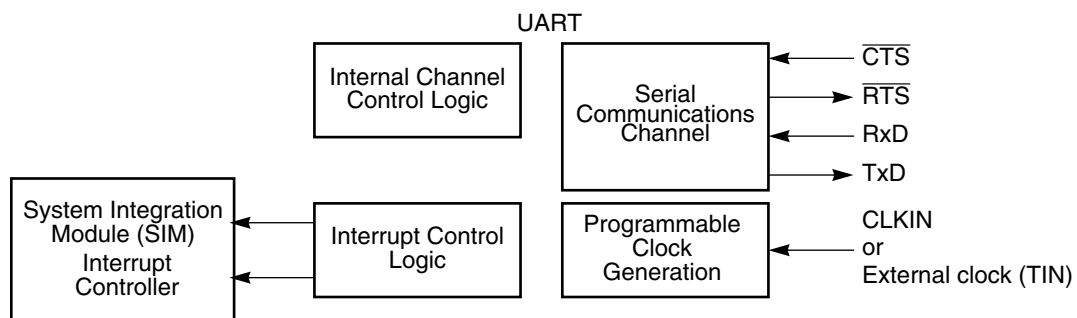 UART
Internal Channel
Control Logic
Serial
Communications
Channel
CTS
RTS
RxD
TxD
System Integration
Module (SIM)
Interrupt
Controller
Interrupt Control
Logic
Programmable
Clock
Generation
CLKIN
or
External clock (TIN)